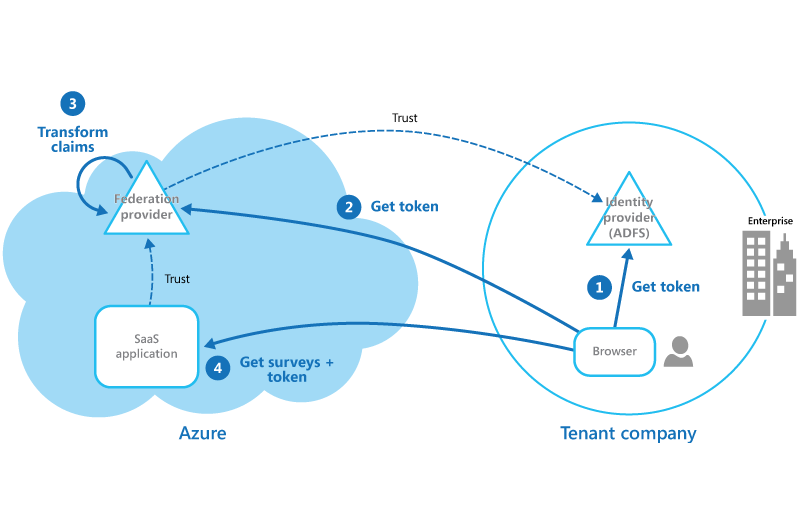 3
Transform
claims
Trust
Federation
provider
2 Get token
Identity
provider
(ADFS)
Enterprise
Trust
1 Get token
SaaS
application
Browser
4 Get surveys +
token
Azure
Tenant company